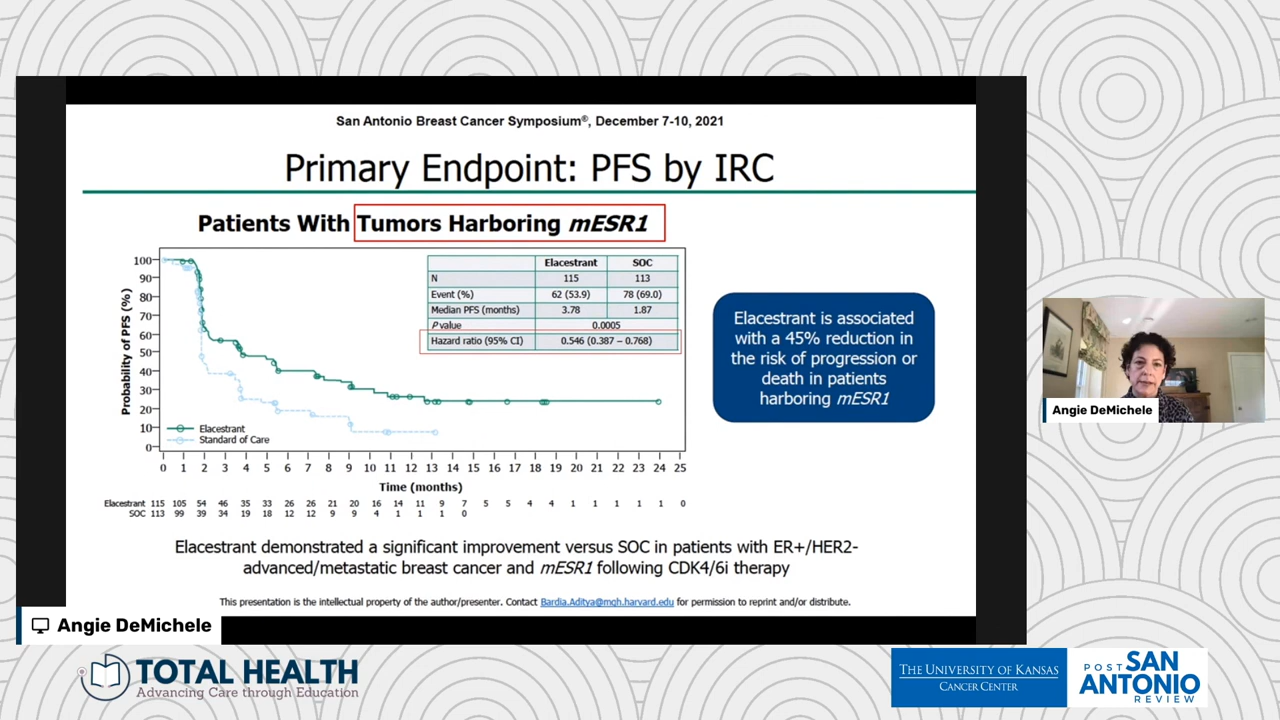 San Antonio Breast Cancer Symposium®, December 7-10, 2021
Primary Endpoint: PFS by IRC
Patients With Tumors Harboring mESR1
Probability of PFS (%)
100
90
80
70
60
50
40
30
20
10
0
Elacestrant SOC
N 115 113
Event (%) 62 (53.9) 78 (69.0)
Median PFS (months) 3.78 1.87
P value 0.0005
Hazard ratio (95% CI) 0.546 (0.387 – 0.768)
Elacestrant
Standard of Care
0 1 2 3 4 5 6 7 8 9 10 11 12 13 14 15 16 17 18 19 20 21 22 23 24 25
Time (months)
Elacestrant 115 105 54 46 35 33 26 26 21 20 16 14 11 9 7 5 5 4 4 1 1 1 1 1 0
SOC 113 99 39 34 19 18 12 12 9 9 4 1 1 1 0
Elacestrant is associated
with a 45% reduction in
the risk of progression or
death in patients
harboring mESR1
Elacestrant demonstrated a significant improvement versus SOC in patients with ER+/HER2-
advanced/metastatic breast cancer and mESR1 following CDK4/6i therapy
This presentation is the intellectual property of the author/presenter. Contact Bardia.Aditya@mgh.harvard.edu for permission to reprint and/or distribute.
Angie DeMichele
Angie DeMichele
TOTAL HEALTH
Advancing Care through Education
THE UNIVERSITY OF KANSAS
CANCER CENTER
POST SAN
ANTONIO
REVIEW